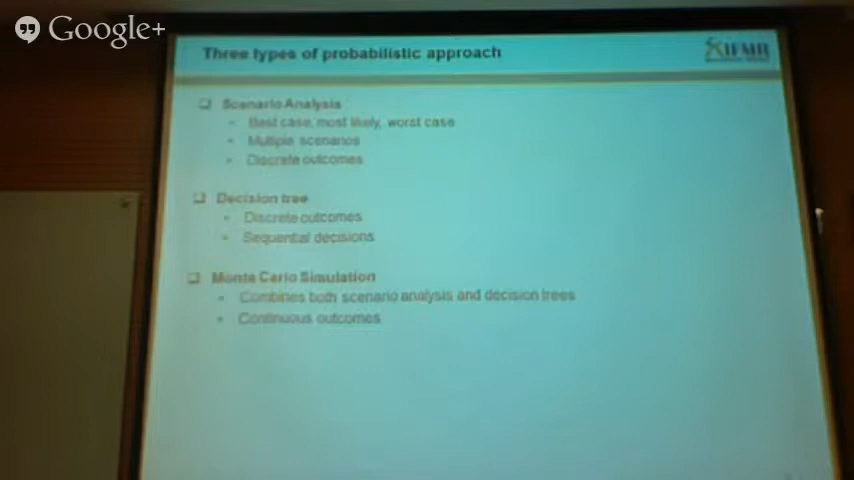 Google+
Three types of probabilistic approach
IFMR
Scenario Analysis
Best case, most likely, worst case
Multiple scenarios
Discrete outcomes
Decision tree
Discrete outcomes
Sequential decisions
Monte Carlo Simulation
Combines both scenario analysis and decision trees
Continuous outcomes